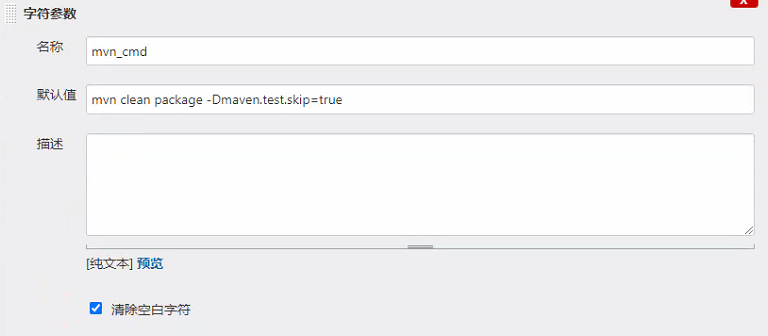 X
字符参数
名称 mvn_cmd
默认值 mvn clean package -Dmaven.test.skip=true
描述
[纯文本] 预览
清除空白字符